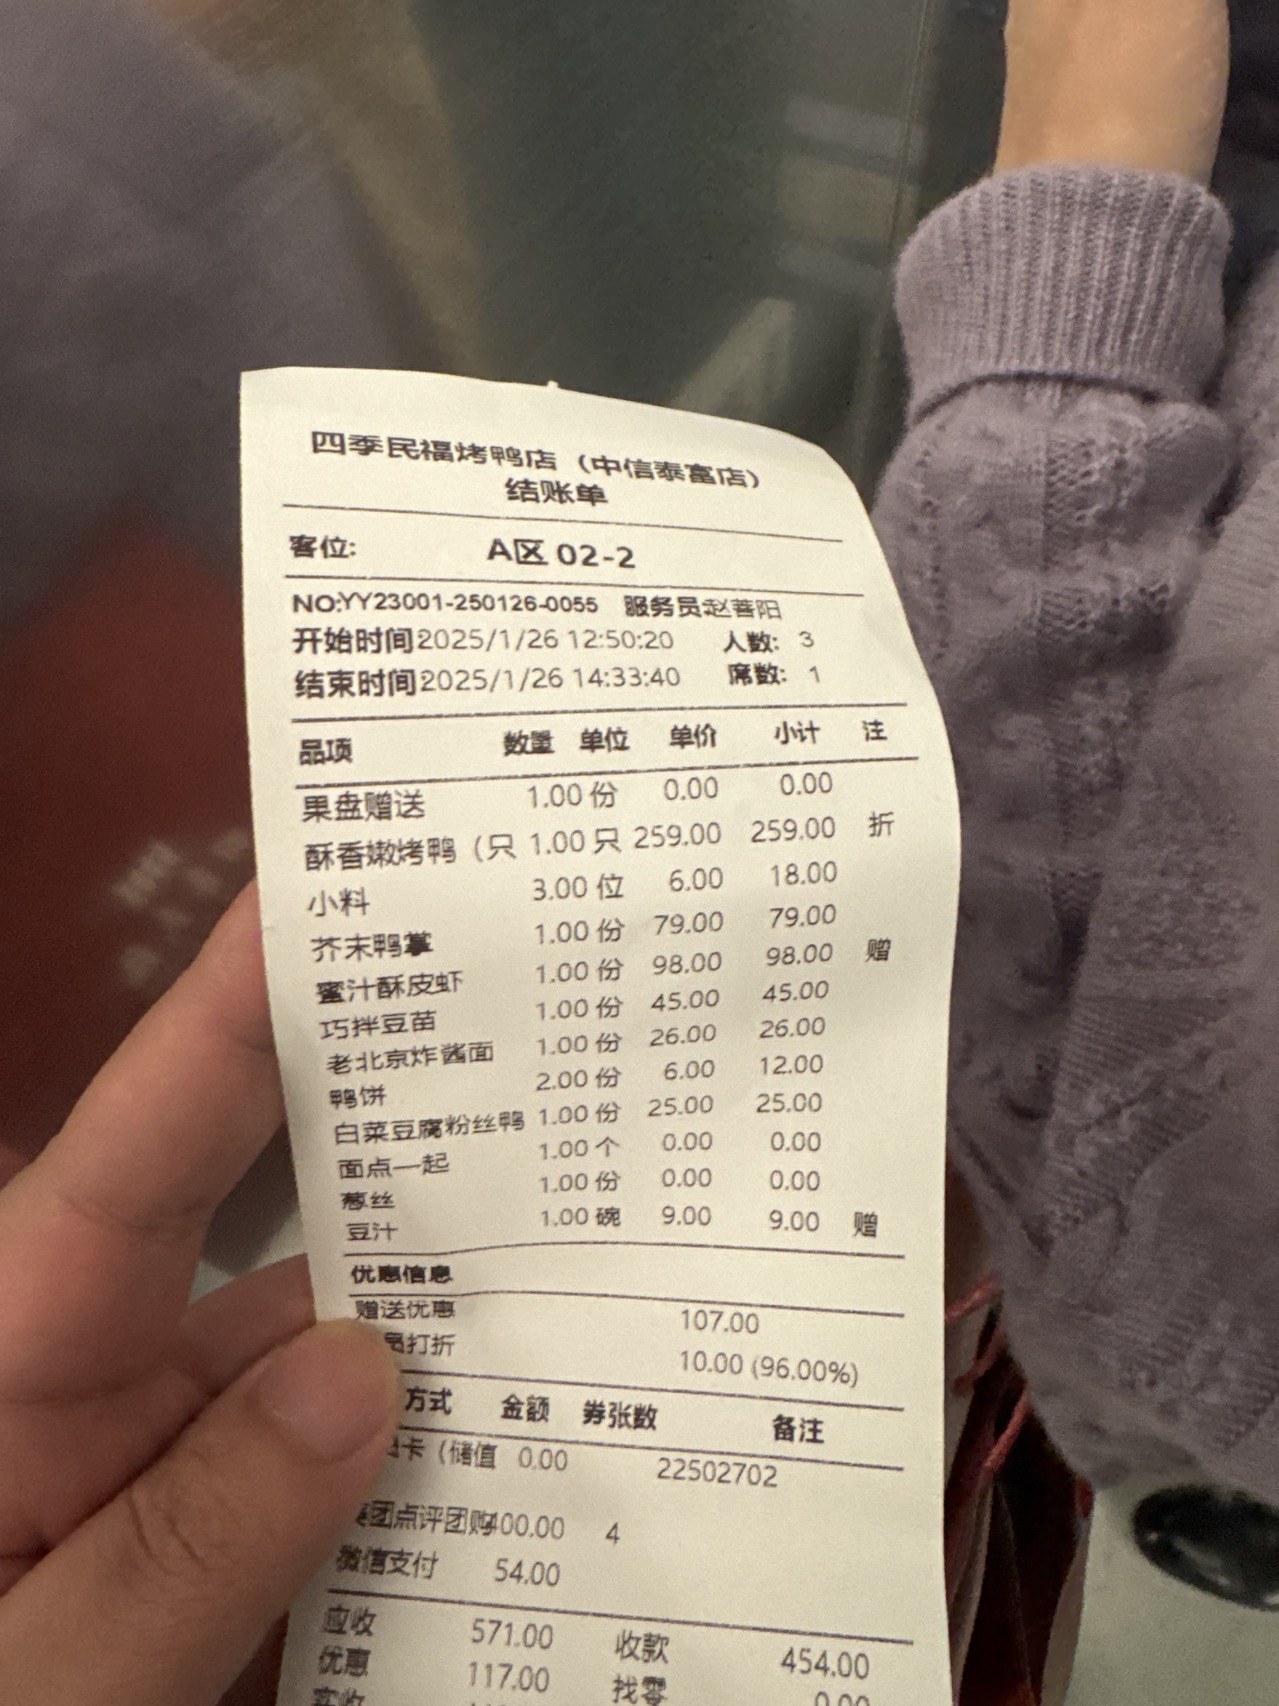 四季民福烤鸭店（中信泰富店）
结账单
客位: A区 02-2
NO:YY23001-250126-0055 服务员:赵善阳
开始时间 2025/1/26 12:50:20 人数: 3
结束时间 2025/1/26 14:33:40 席数: 1
品项 数量 单位 单价 小计 注
果盘赠送 1.00 份 0.00 0.00
酥香嫩烤鸭（只 1.00 只 259.00 259.00 折
小料 3.00 位 6.00 18.00
芥末鸭掌 1.00 份 79.00 79.00
蜜汁酥皮虾 1.00 份 98.00 98.00 赠
巧拌豆苗 1.00 份 45.00 45.00
老北京炸酱面 1.00 份 26.00 26.00
鸭饼 2.00 份 6.00 12.00
白菜豆腐粉丝鸭 1.00 份 25.00 25.00
面点一起 1.00 个 0.00 0.00
葱丝 1.00 份 0.00 0.00
豆汁 1.00 碗 9.00 9.00 赠
优惠信息
赠送优惠 107.00
员打折 10.00 (96.00%)
方式 金额 券张数 备注
卡（储值 0.00 22502702
美团点评团购 400.00 4
微信支付 54.00
应收 571.00 收款 454.00
优惠 117.00 找零 0.00
实收